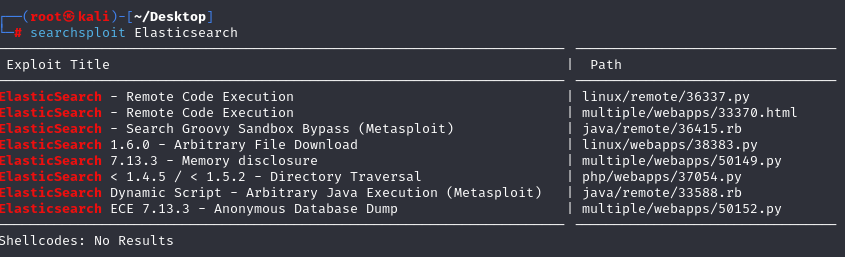 ┌──(root㉿kali)-[~/Desktop]
└─# searchsploit Elasticsearch
Exploit Title | Path
ElasticSearch - Remote Code Execution | linux/remote/36337.py
ElasticSearch - Remote Code Execution | multiple/webapps/33370.html
ElasticSearch - Search Groovy Sandbox Bypass (Metasploit) | java/remote/36415.rb
ElasticSearch 1.6.0 - Arbitrary File Download | linux/webapps/38383.py
ElasticSearch 7.13.3 - Memory disclosure | multiple/webapps/50149.py
ElasticSearch < 1.4.5 / < 1.5.2 - Directory Traversal | php/webapps/37054.py
ElasticSearch Dynamic Script - Arbitrary Java Execution (Metasploit) | java/remote/33588.rb
Elasticsearch ECE 7.13.3 - Anonymous Database Dump | multiple/webapps/50152.py
Shellcodes: No Results